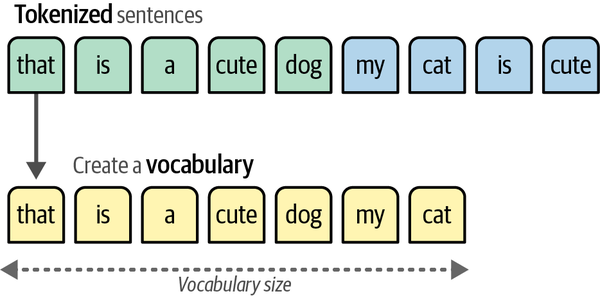 Tokenized sentences
that is a cute dog my cat is cute
Create a vocabulary
that is a cute dog my cat
Vocabulary size